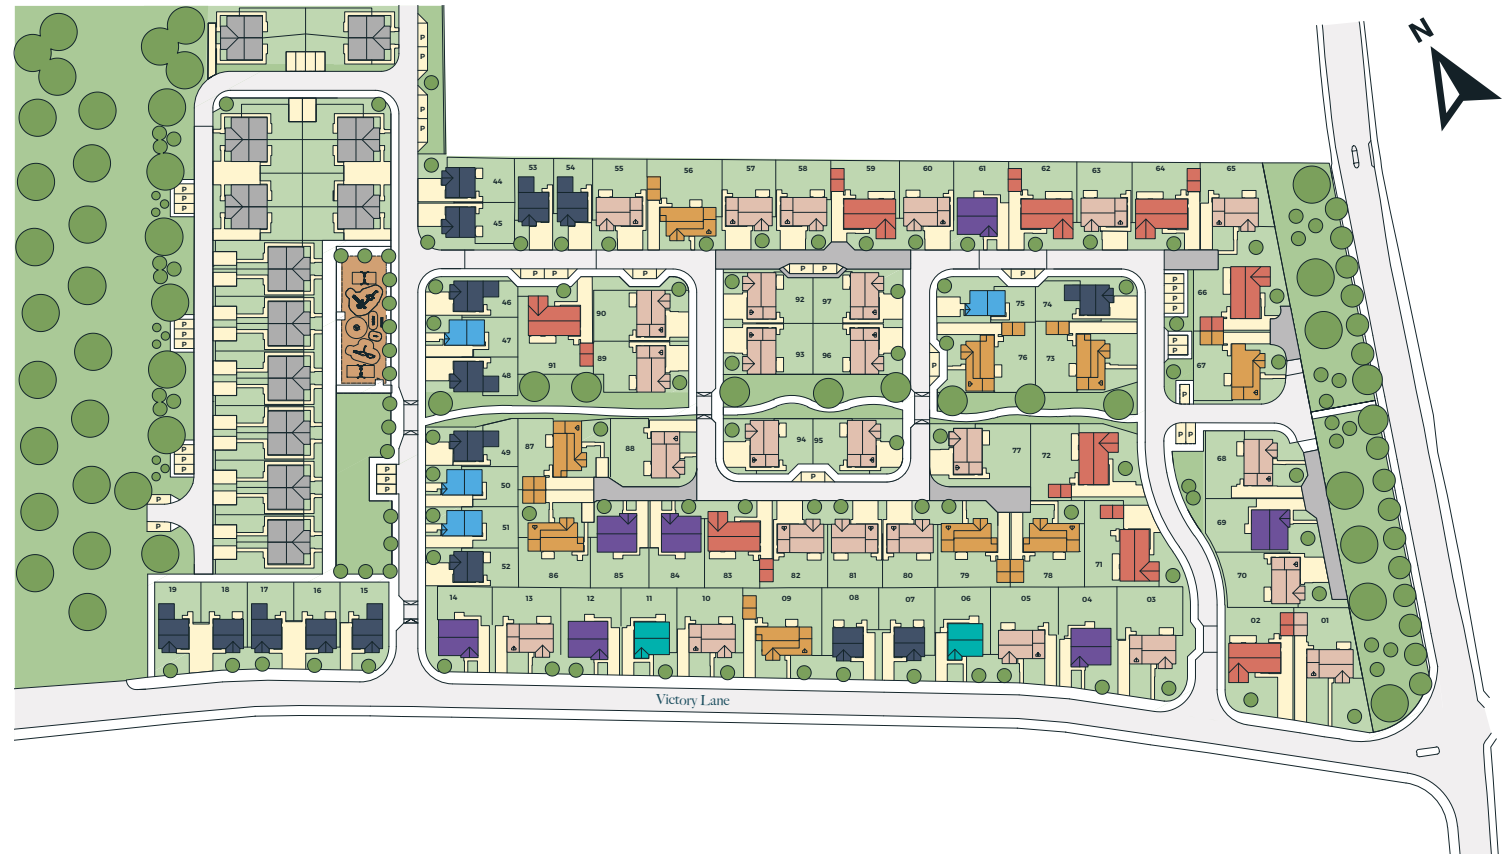 N
P
P
P
P
53 54 55 56 57 58 59 60 61 62 63 64 65
44
45
P
P
P
P P
P
P P
P
P
P
P
P
66
46
90
92 97
75 74
47
91
89
93 96
76 73
67
48
P
P
P
P
P
P
P
P
P
49
87
88
94 95
77
72
68
P P
P
P
P
P
P
P
50
P
69
P
P
51
52
86 85 84 83 82 81 80 79 78 71
70
19 18 17 16 15
14 13 12 11 10 09 08 07 06 05 04 03
02 01
Victory Lane